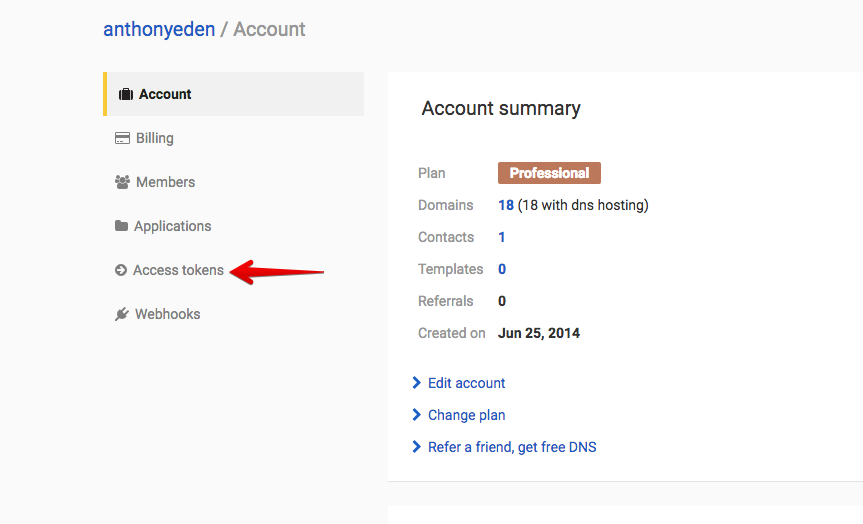 anthonyeden / Account
Account
Billing
Members
Applications
Access tokens
Webhooks
Account summary
Plan Professional
Domains 18 (18 with dns hosting)
Contacts 1
Templates 0
Referrals 0
Created on Jun 25, 2014
Edit account
Change plan
Refer a friend, get free DNS